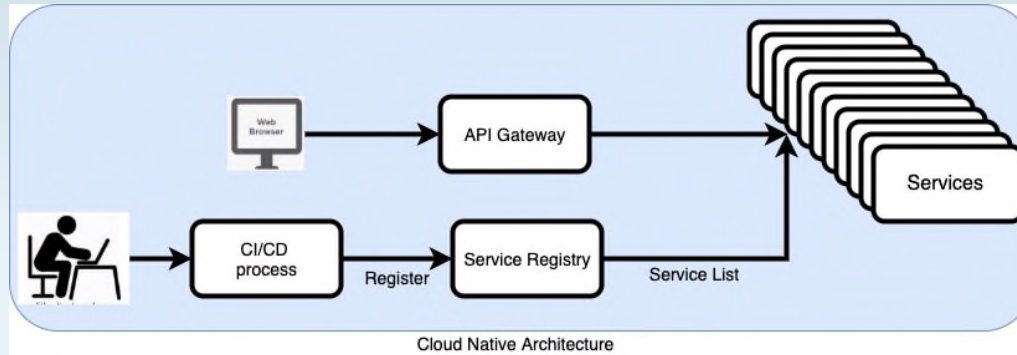 Web
Browser
API Gateway
Services
CI/CD
process
Register
Service Registry
Service List
Cloud Native Architecture